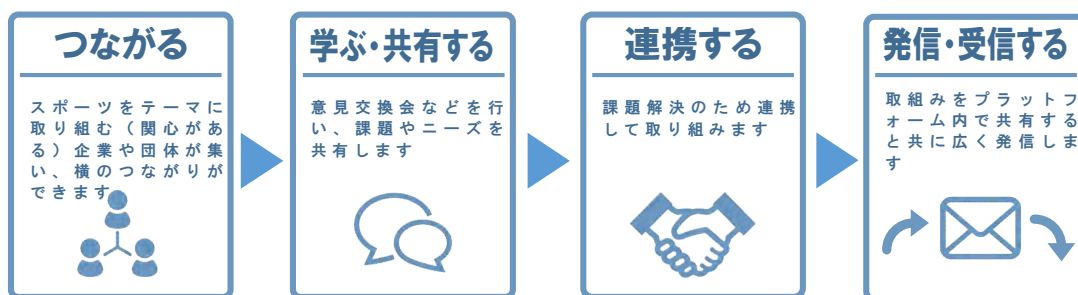 つながる
スポーツをテーマに
取り組む（関心があ
る）企業や団体が集
い、横のつながりが
できます
学ぶ・共有する
意見交換会などを行
い、課題やニーズを
共有します
連携する
課題解決のため連携
して取り組みます
発信・受信する
取組みをプラットフ
ォーム内で共有する
と共に広く発信しま
す